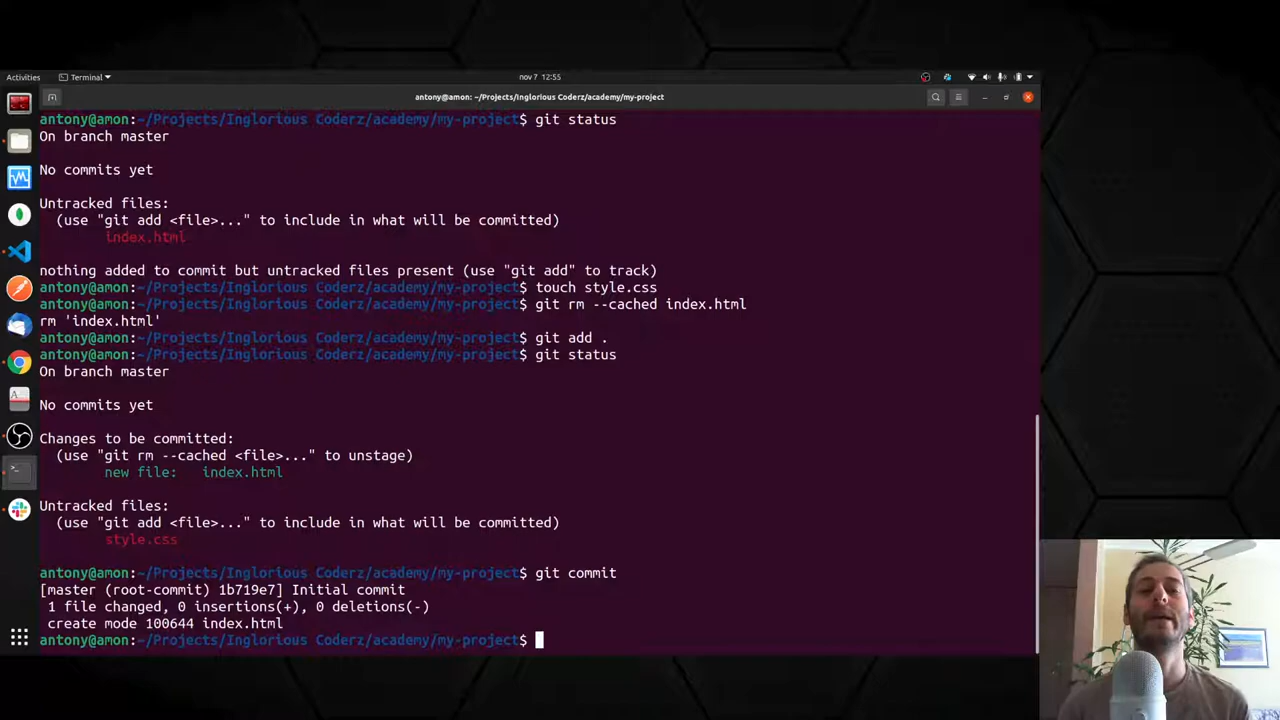 Activities
Terminal
nov 7 12:55
antony@amon: ~/Projects/Inglorious Coderz/academy/my-project
antony@amon:~/Projects/Inglorious Coderz/academy/my-project$ git status
On branch master
No commits yet
Untracked files:
(use "git add <file>..." to include in what will be committed)
index.html
nothing added to commit but untracked files present (use "git add" to track)
antony@amon:~/Projects/Inglorious Coderz/academy/my-project$ touch style.css
antony@amon:~/Projects/Inglorious Coderz/academy/my-project$ git rm --cached index.html
rm 'index.html'
antony@amon:~/Projects/Inglorious Coderz/academy/my-project$ git add .
antony@amon:~/Projects/Inglorious Coderz/academy/my-project$ git status
On branch master
No commits yet
Changes to be committed:
(use "git rm --cached <file>..." to unstage)
new file:   index.html
Untracked files:
(use "git add <file>..." to include in what will be committed)
style.css
antony@amon:~/Projects/Inglorious Coderz/academy/my-project$ git commit
[master (root-commit) 1b719e7] Initial commit
1 file changed, 0 insertions(+), 0 deletions(-)
create mode 100644 index.html
antony@amon:~/Projects/Inglorious Coderz/academy/my-project$